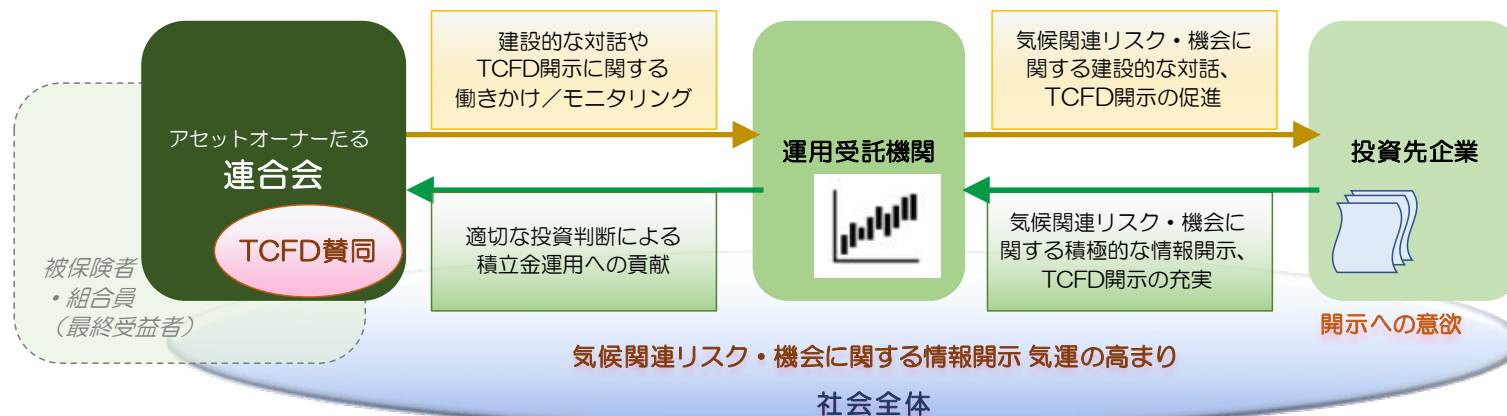 建設的な対話や
TCFD開示に関する
働きかけ／モニタリング
気候関連リスク・機会に
関する建設的な対話、
TCFD開示の促進
アセットオーナーたる
連合会
TCFD賛同
運用受託機関
投資先企業
適切な投資判断による
積立金運用への貢献
気候関連リスク・機会に
関する積極的な情報開示、
TCFD開示の充実
被保険者
・組合員
（最終受益者）
開示への意欲
気候関連リスク・機会に関する情報開示 気運の高まり
社会全体